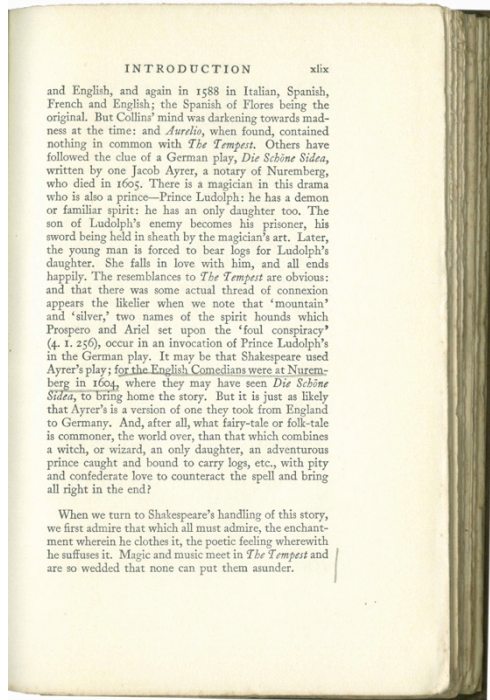 INTRODUCTION xlix
and English, and again in 1588 in Italian, Spanish,
French and English; the Spanish of Flores being the
original. But Collins' mind was darkening towards mad-
ness at the time: and Aurelio, when found, contained
nothing in common with The Tempest. Others have
followed the clue of a German play, Die Schöne Sidea,
written by one Jacob Ayrer, a notary of Nuremberg,
who died in 1605. There is a magician in this drama
who is also a prince—Prince Ludolph: he has a demon
or familiar spirit: he has an only daughter too. The
son of Ludolph's enemy becomes his prisoner, his
sword being held in sheath by the magician's art. Later,
the young man is forced to bear logs for Ludolph's
daughter. She falls in love with him, and all ends
happily. The resemblances to The Tempest are obvious:
and that there was some actual thread of connexion
appears the likelier when we note that 'mountain'
and 'silver,' two names of the spirit hounds which
Prospero and Ariel set upon the 'foul conspiracy'
(4. 1. 256), occur in an invocation of Prince Ludolph's
in the German play. It may be that Shakespeare used
Ayrer's play; for the English Comedians were at Nurem-
berg in 1604, where they may have seen Die Schöne
Sidea, to bring home the story. But it is just as likely
that Ayrer's is a version of one they took from England
to Germany. And, after all, what fairy-tale or folk-tale
is commoner, the world over, than that which combines
a witch, or wizard, an only daughter, an adventurous
prince caught and bound to carry logs, etc., with pity
and confederate love to counteract the spell and bring
all right in the end?
When we turn to Shakespeare's handling of this story,
we first admire that which all must admire, the enchant-
ment wherein he clothes it, the poetic feeling wherewith
he suffuses it. Magic and music meet in The Tempest and
are so wedded that none can put them asunder.